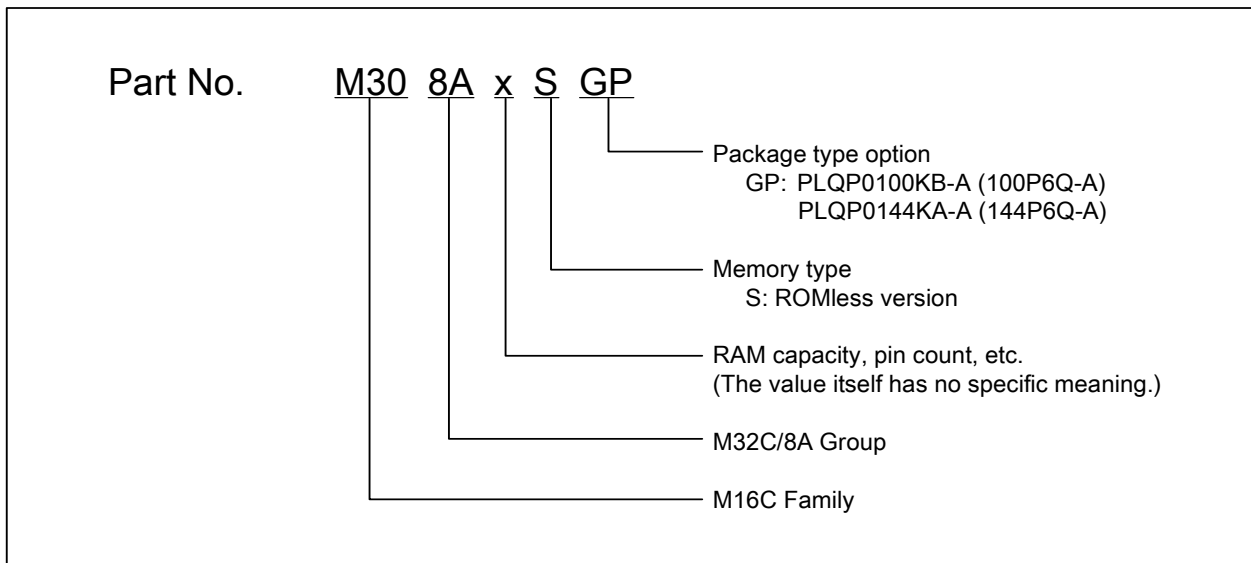 Part No. M30 8A x S GP
Package type option
GP: PLQP0100KB-A (100P6Q-A)
PLQP0144KA-A (144P6Q-A)
Memory type
S: ROMless version
RAM capacity, pin count, etc.
(The value itself has no specific meaning.)
M32C/8A Group
M16C Family